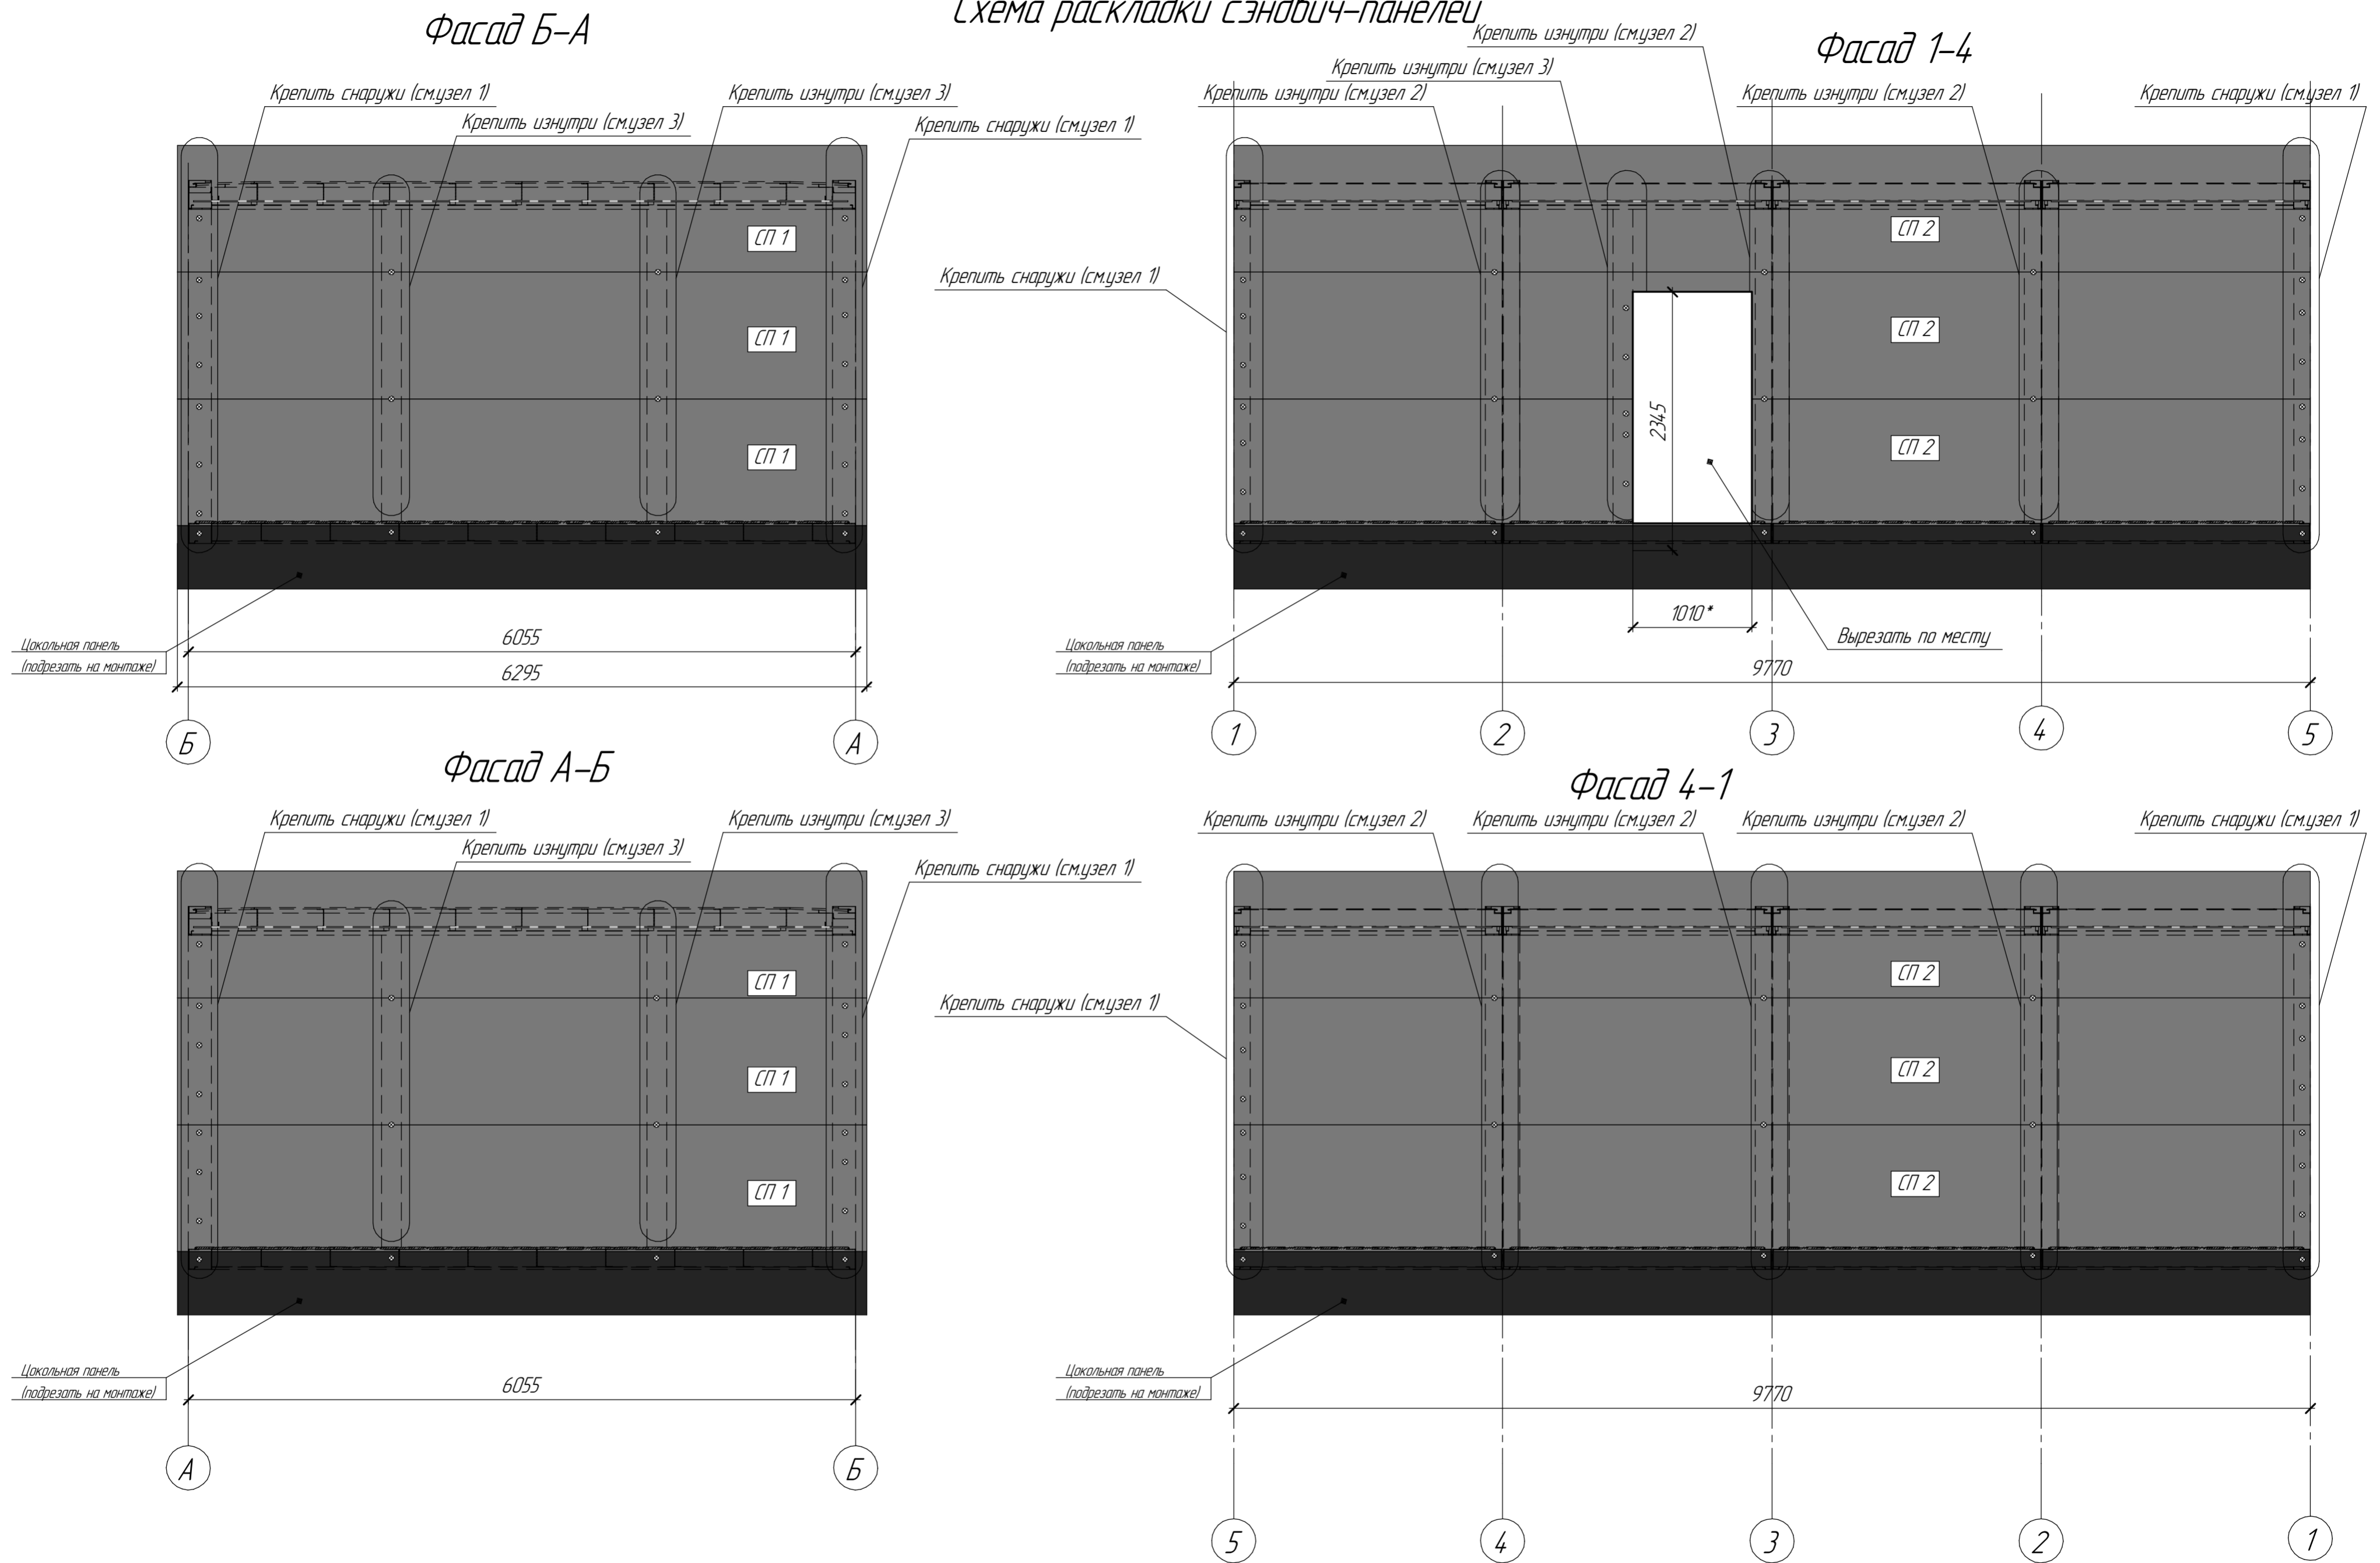 Схема раскладки сэндвич-панелей
Фасад Б-А
Крепить снаружи (см.узел 1)
Крепить изнутри (см.узел 3)
Крепить изнутри (см.узел 3)
Крепить снаружи (см.узел 1)
СП 1
СП 1
СП 1
Цокольная панель
(подрезать на монтаже)
6055
6295
Б
А
Фасад 1-4
Крепить изнутри (см.узел 2)
Крепить изнутри (см.узел 3)
Крепить изнутри (см.узел 2)
Крепить изнутри (см.узел 2)
Крепить снаружи (см.узел 1)
Крепить снаружи (см.узел 1)
СП 2
СП 2
СП 2
2345
1010*
Вырезать по месту
Цокольная панель
(подрезать на монтаже)
9770
1
2
3
4
5
Фасад А-Б
Крепить снаружи (см.узел 1)
Крепить изнутри (см.узел 3)
Крепить изнутри (см.узел 3)
Крепить снаружи (см.узел 1)
СП 1
СП 1
СП 1
Цокольная панель
(подрезать на монтаже)
6055
А
Б
Фасад 4-1
Крепить изнутри (см.узел 2)
Крепить изнутри (см.узел 2)
Крепить изнутри (см.узел 2)
Крепить снаружи (см.узел 1)
Крепить снаружи (см.узел 1)
СП 2
СП 2
СП 2
Цокольная панель
(подрезать на монтаже)
9770
5
4
3
2
1